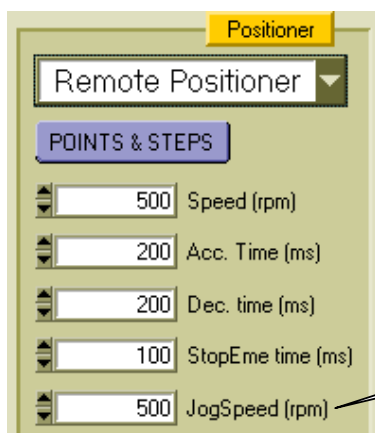 Positioner
Remote Positioner
POINTS & STEPS
500 Speed (rpm)
200 Acc. Time (ms)
200 Dec. time (ms)
100 StopEme time (ms)
500 JogSpeed (rpm)